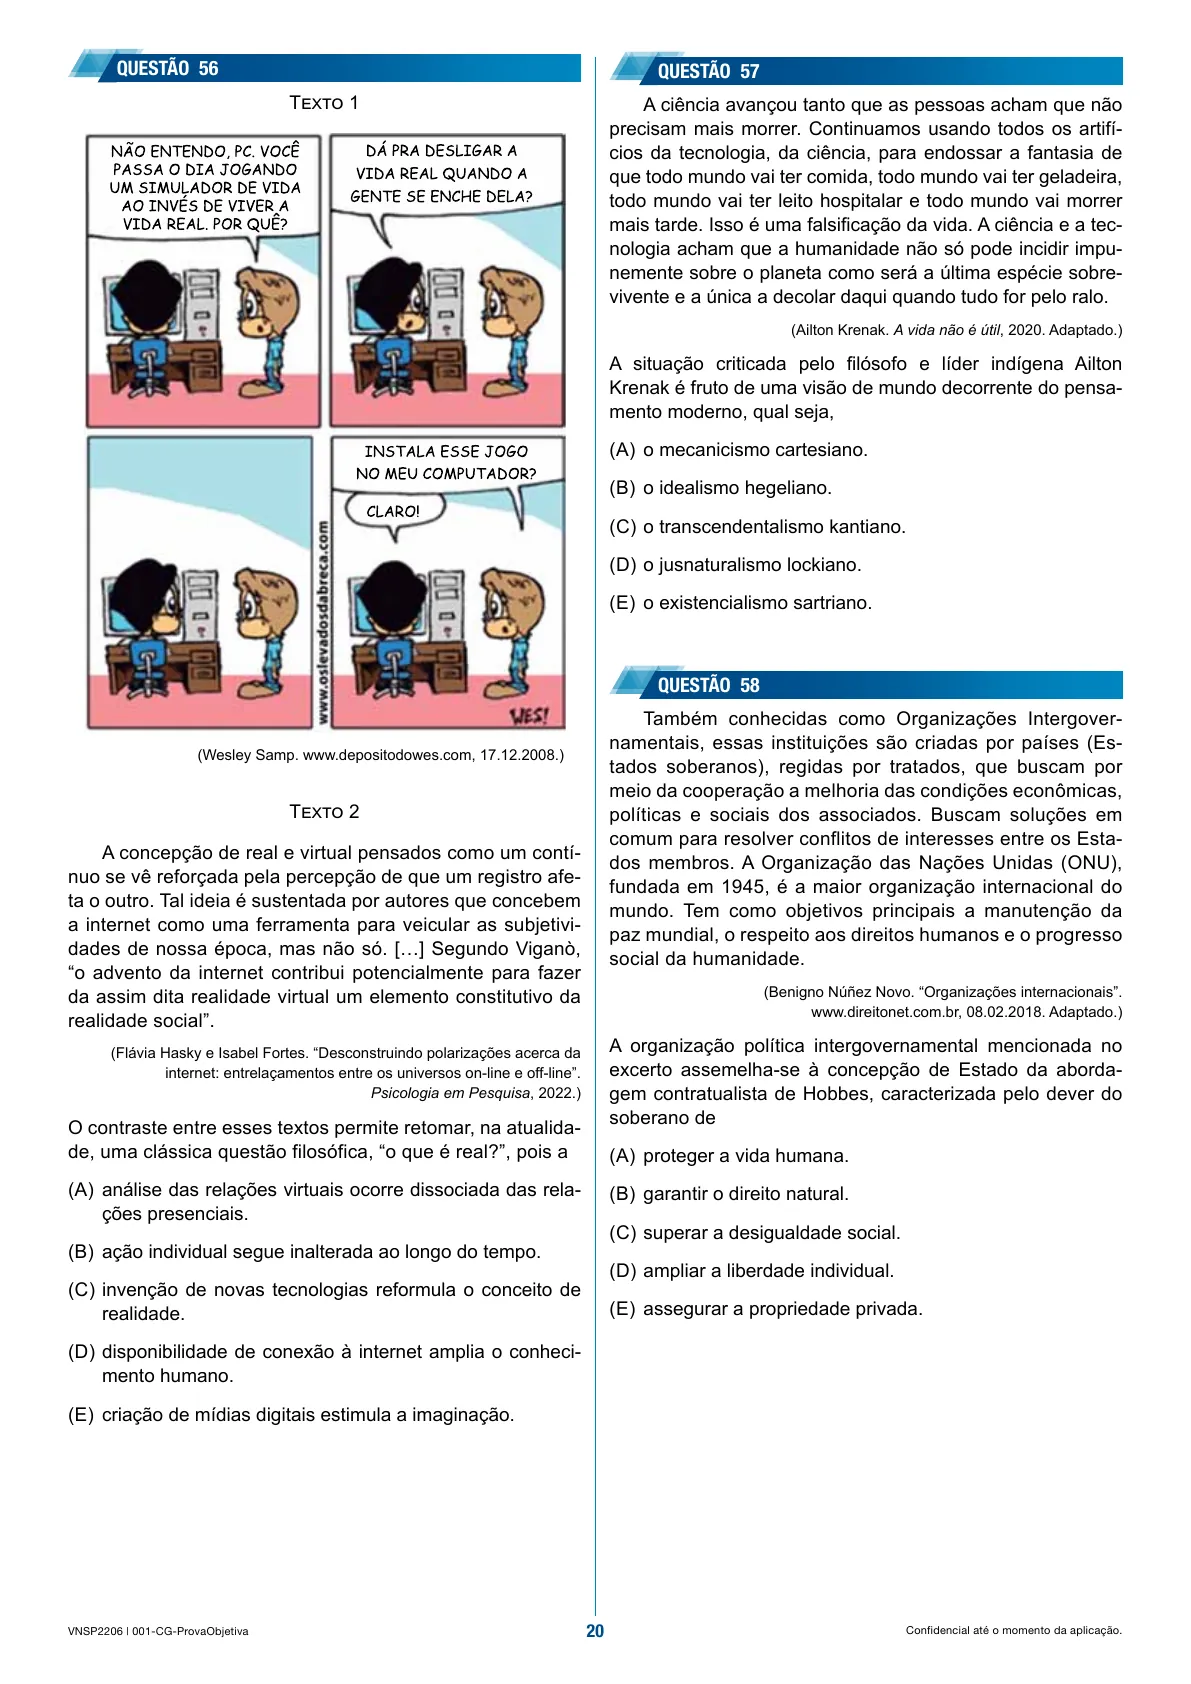 QUESTÃO 56
TEXTO 1
NÃO ENTENDO, PC. VOCÊ
PASSA O DIA JOGANDO
UM SIMULADOR DE VIDA
AO INVÉS DE VIVER A
VIDA REAL. POR QUÊ?
DÁ PRA DESLIGAR A
VIDA REAL QUANDO A
GENTE SE ENCHE DELA?
www.oslevadosdabreca.com
INSTALA ESSE JOGO
NO MEU COMPUTADOR?
CLARO!
WES!
(Wesley Samp. www.depositodowes.com, 17.12.2008.)
TEXTO 2
A concepção de real e virtual pensados como um contí-
nuo se vê reforçada pela percepção de que um registro afe-
ta o outro. Tal ideia é sustentada por autores que concebem
a internet como uma ferramenta para veicular as subjetivi-
dades de nossa época, mas não só. […] Segundo Viganò,
“o advento da internet contribui potencialmente para fazer
da assim dita realidade virtual um elemento constitutivo da
realidade social”.
(Flávia Hasky e Isabel Fortes. “Desconstruindo polarizações acerca da
internet: entrelaçamentos entre os universos on-line e off-line”.
Psicologia em Pesquisa, 2022.)
O contraste entre esses textos permite retomar, na atualida-
de, uma clássica questão filosófica, “o que é real?”, pois a
(A) análise das relações virtuais ocorre dissociada das rela-
ções presenciais.
(B) ação individual segue inalterada ao longo do tempo.
(C) invenção de novas tecnologias reformula o conceito de
realidade.
(D) disponibilidade de conexão à internet amplia o conheci-
mento humano.
(E) criação de mídias digitais estimula a imaginação.
QUESTÃO 57
A ciência avançou tanto que as pessoas acham que não
precisam mais morrer. Continuamos usando todos os artifí-
cios da tecnologia, da ciência, para endossar a fantasia de
que todo mundo vai ter comida, todo mundo vai ter geladeira,
todo mundo vai ter leito hospitalar e todo mundo vai morrer
mais tarde. Isso é uma falsificação da vida. A ciência e a tec-
nologia acham que a humanidade não só pode incidir impu-
nemente sobre o planeta como será a última espécie sobre-
vivente e a única a decolar daqui quando tudo for pelo ralo.
(Ailton Krenak. A vida não é útil, 2020. Adaptado.)
A situação criticada pelo filósofo e líder indígena Ailton
Krenak é fruto de uma visão de mundo decorrente do pensa-
mento moderno, qual seja,
(A) o mecanicismo cartesiano.
(B) o idealismo hegeliano.
(C) o transcendentalismo kantiano.
(D) o jusnaturalismo lockiano.
(E) o existencialismo sartriano.
QUESTÃO 58
Também conhecidas como Organizações Intergover-
namentais, essas instituições são criadas por países (Es-
tados soberanos), regidas por tratados, que buscam por
meio da cooperação a melhoria das condições econômicas,
políticas e sociais dos associados. Buscam soluções em
comum para resolver conflitos de interesses entre os Esta-
dos membros. A Organização das Nações Unidas (ONU),
fundada em 1945, é a maior organização internacional do
mundo. Tem como objetivos principais a manutenção da
paz mundial, o respeito aos direitos humanos e o progresso
social da humanidade.
(Benigno Núñez Novo. “Organizações internacionais”.
www.direitonet.com.br, 08.02.2018. Adaptado.)
A organização política intergovernamental mencionada no
excerto assemelha-se à concepção de Estado da aborda-
gem contratualista de Hobbes, caracterizada pelo dever do
soberano de
(A) proteger a vida humana.
(B) garantir o direito natural.
(C) superar a desigualdade social.
(D) ampliar a liberdade individual.
(E) assegurar a propriedade privada.
VNSP2206 | 001-CG-ProvaObjetiva
20
Confidencial até o momento da aplicação.